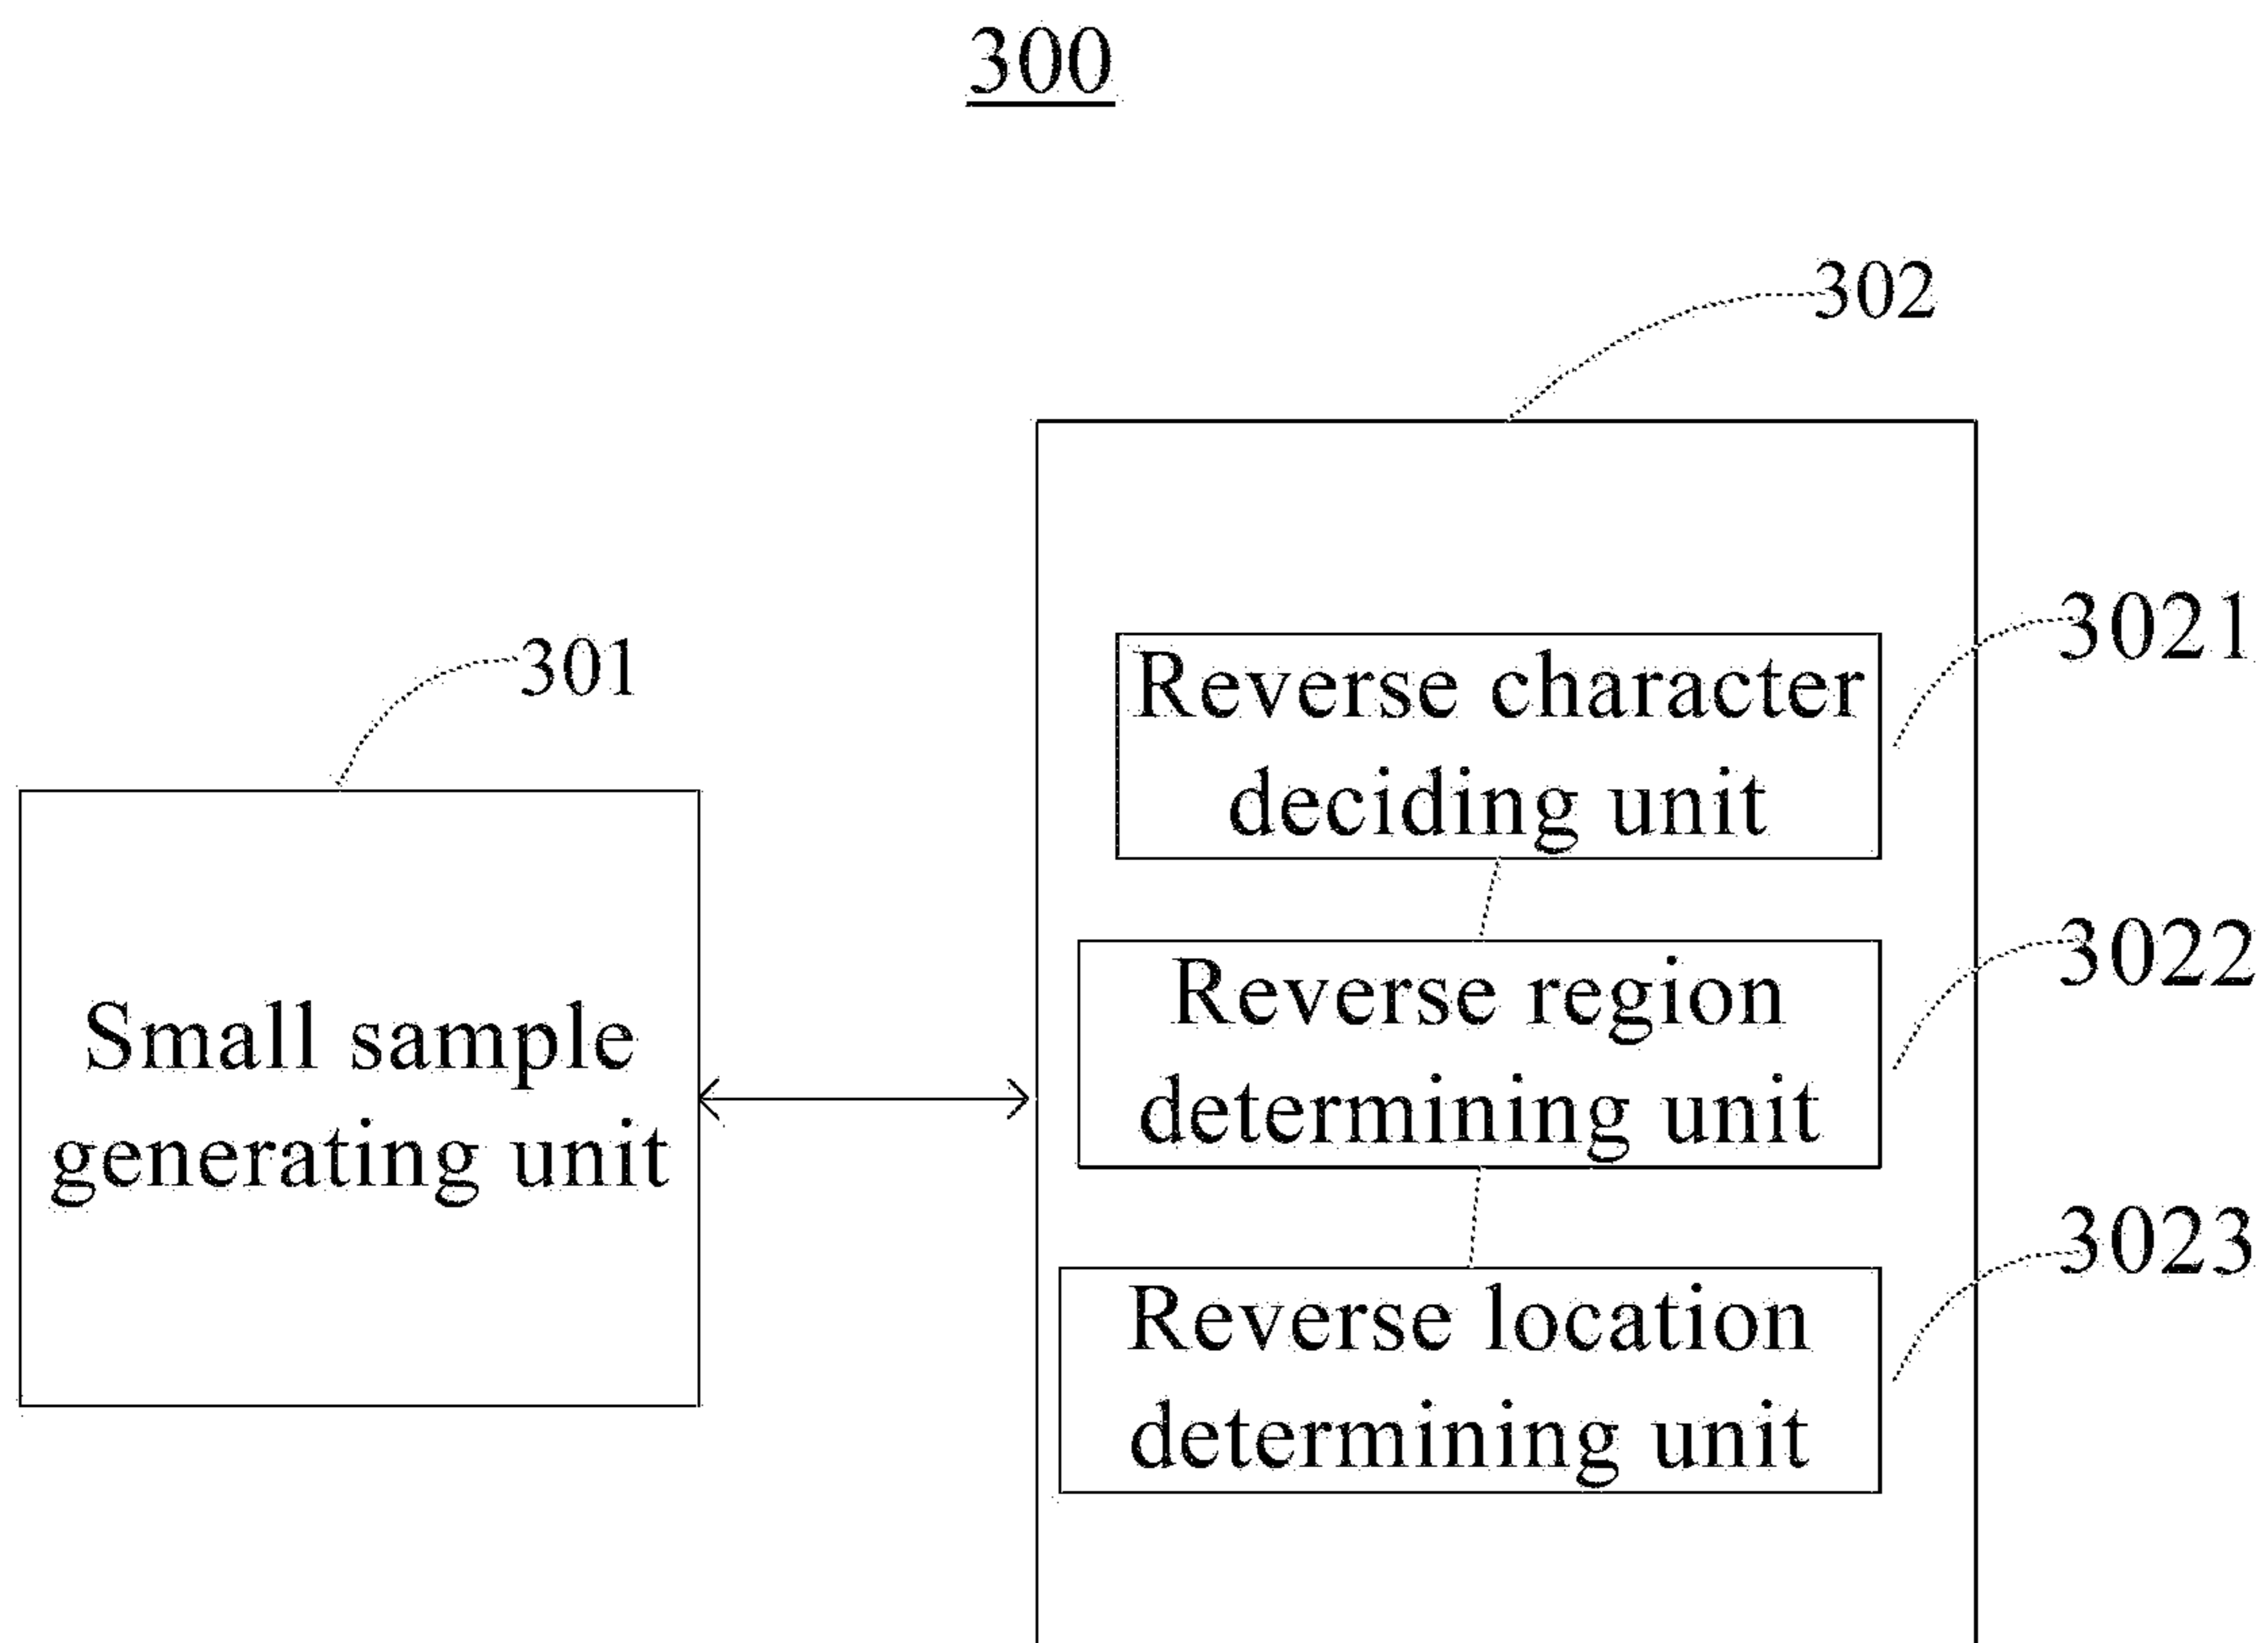 300
302
301
3021
Reverse character
deciding unit
3022
Reverse region
determining unit
Small sample
generating unit
3023
Reverse location
determining unit